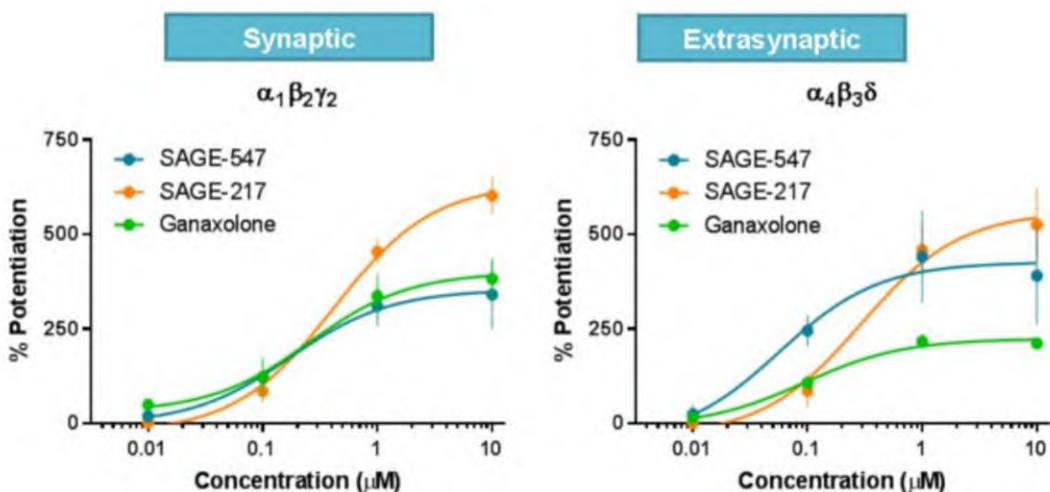 Synaptic
α1β2γ2
750
500
250
0
% Potentiation
SAGE-547
SAGE-217
Ganaxolone
0.01 0.1 1 10
Concentration (μM)
Extrasynaptic
α4β3δ
750
500
250
0
% Potentiation
SAGE-547
SAGE-217
Ganaxolone
0.01 0.1 1 10
Concentration (μM)